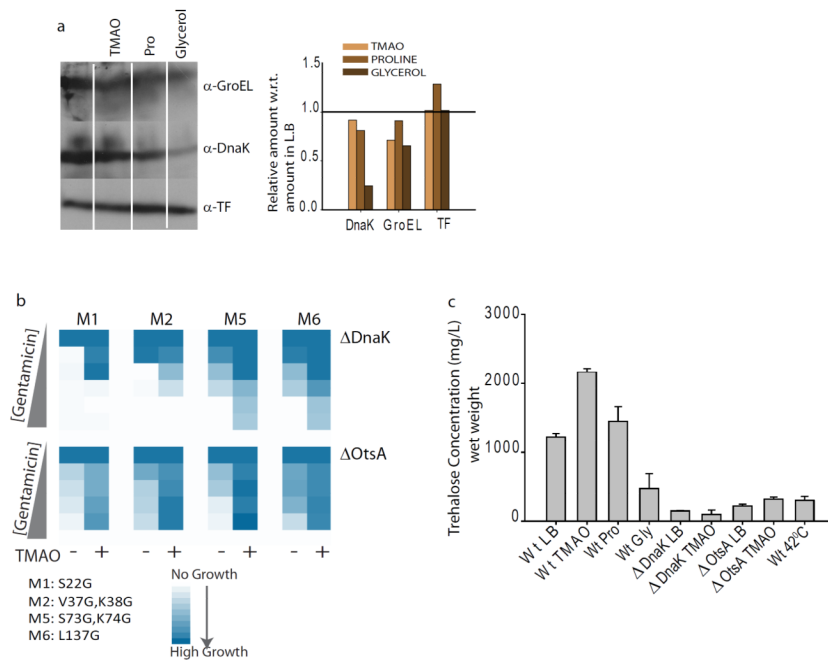 a
TMAO
Pro
Glycerol
α-GroEL
α-DnaK
α-TF
TMAO
PROLINE
GLYCEROL
Relative amount w.r.t.
amount in L.B
1.5
1.0
0.5
0.0
DnaK GroEL TF
b
M1 M2 M5 M6
[Gentamicin]
ΔDnaK
[Gentamicin]
ΔOtsA
TMAO - + - + - + - +
M1: S22G
M2: V37G,K38G
M5: S73G,K74G
M6: L137G
No Growth
High Growth
c
Trehalose Concentration (mg/L)
wet weight
3000
2000
1000
0
Wt LB
Wt TMAO
Wt Pro
Wt Gly
ΔDnaK LB
ΔDnaK TMAO
ΔOtsA LB
ΔOtsA TMAO
Wt 42°C